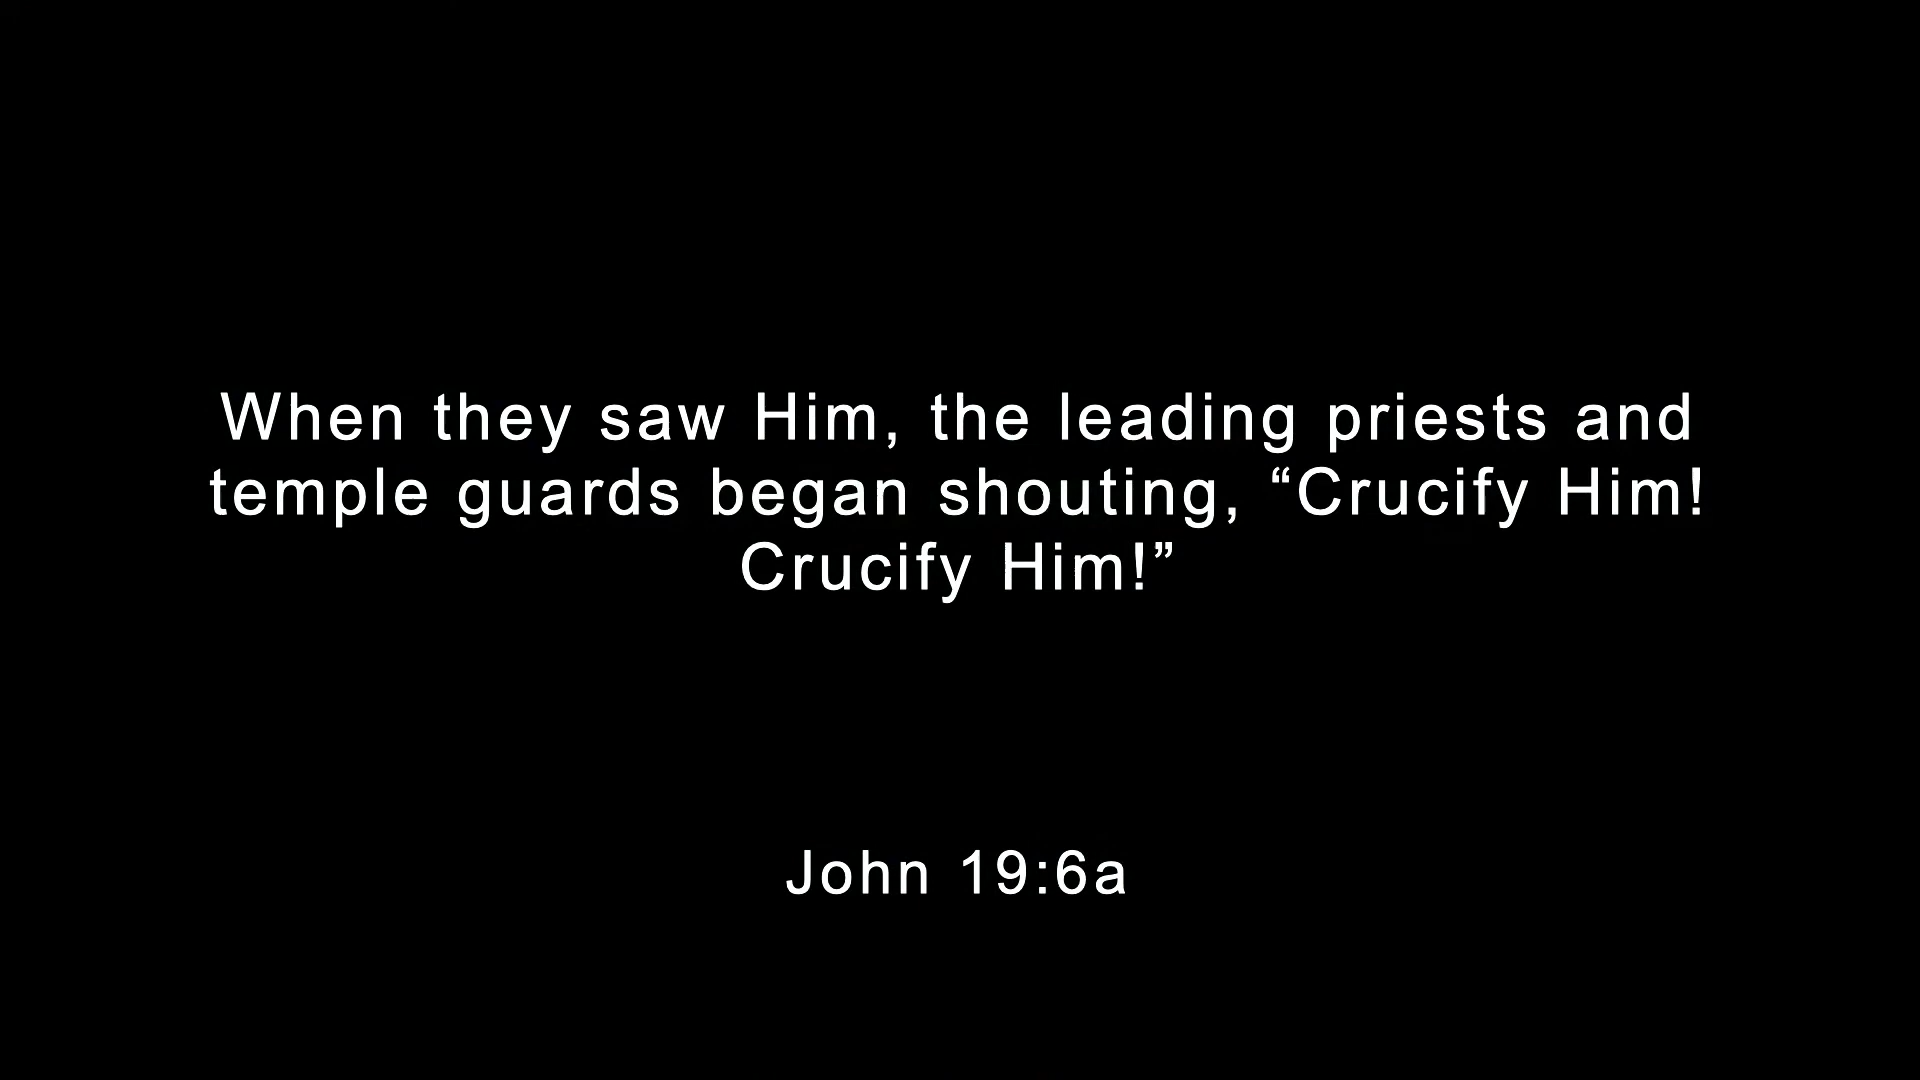 When they saw Him, the leading priests and
temple guards began shouting, “Crucify Him!
Crucify Him!”
John 19:6a